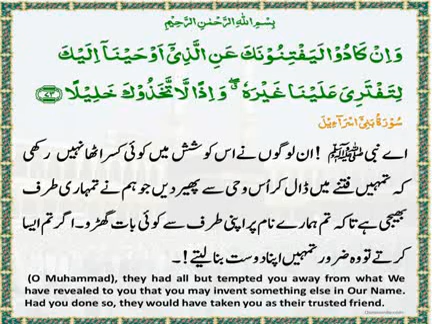 بِسْمِ اللّٰهِ الرَّحْمٰنِ الرَّحِيْمِ
وَاِنْ كَادُوْا لَيَفْتِنُوْنَكَ عَنِ الَّذِيْۤ اَوْحَيْنَاۤ اِلَيْكَ
لِتَفْتَرِيَ عَلَيْنَا غَيْرَهٗ ۖ وَاِذًا لَّاتَّخَذُوْكَ خَلِيْلًا ﴿۷۳﴾
سُوْرَةُ بَنِيْۤ اِسْرَآءِيْلَ
اے نبی ﷺ ! ان لوگوں نے اس کوشش میں کوئی کسر اٹھا نہیں رکھی
کہ تمہیں فتنے میں ڈال کر اُس وحی سے پھیر دیں جو ہم نے تمہاری طرف
بھیجی ہے تاکہ تم ہمارے نام پر اپنی طرف سے کوئی بات گھڑو۔ اگر تم ایسا
کرتے تو وہ ضرور تمہیں اپنا دوست بنا لیتے !۔
(O Muhammad), they had all but tempted you away from what We
have revealed to you that you may invent something else in Our Name.
Had you done so, they would have taken you as their trusted friend.